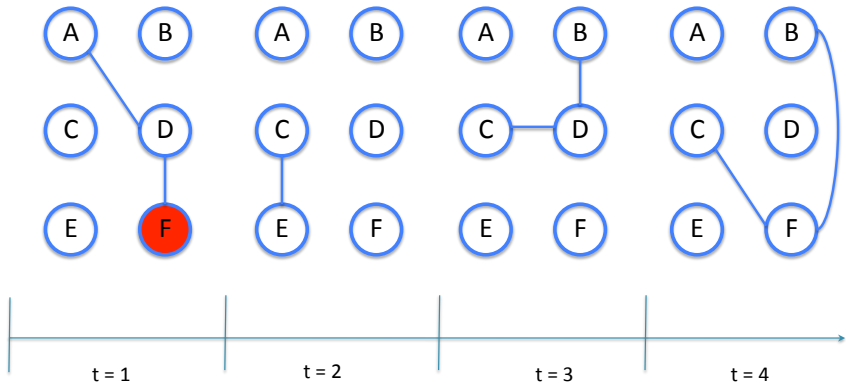 A B A B A B A B
C D C D C D C D
E F E F E F E F
t = 1 t = 2 t = 3 t = 4